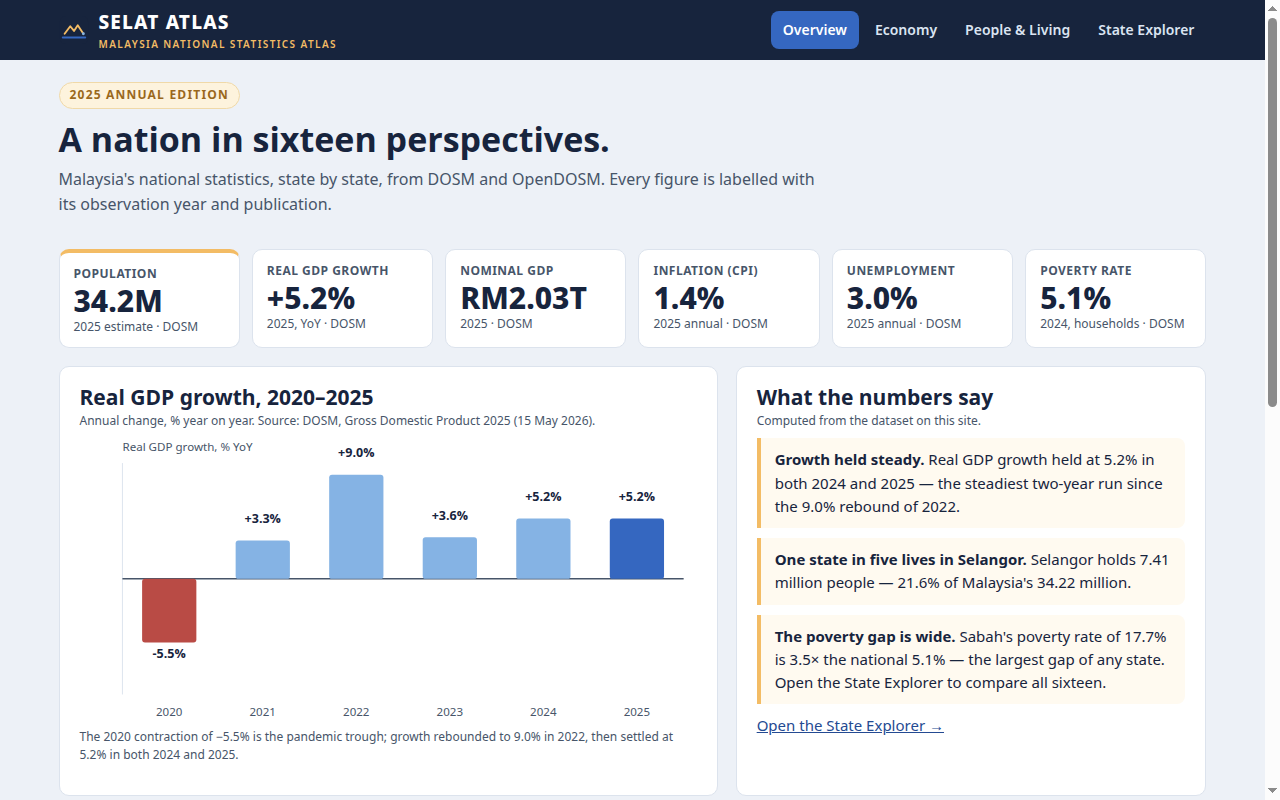 SELAT ATLAS
MALAYSIA NATIONAL STATISTICS ATLAS
Overview
Economy
People & Living
State Explorer
2025 ANNUAL EDITION
A nation in sixteen perspectives.
Malaysia's national statistics, state by state, from DOSM and OpenDOSM. Every figure is labelled with
its observation year and publication.
POPULATION
34.2M
2025 estimate · DOSM
REAL GDP GROWTH
+5.2%
2025, YoY · DOSM
NOMINAL GDP
RM2.03T
2025 · DOSM
INFLATION (CPI)
1.4%
2025 annual · DOSM
UNEMPLOYMENT
3.0%
2025 annual · DOSM
POVERTY RATE
5.1%
2024, households · DOSM
Real GDP growth, 2020–2025
Annual change, % year on year. Source: DOSM, Gross Domestic Product 2025 (15 May 2026).
Real GDP growth, % YoY
-5.5%
+3.3%
+9.0%
+3.6%
+5.2%
+5.2%
2020
2021
2022
2023
2024
2025
The 2020 contraction of −5.5% is the pandemic trough; growth rebounded to 9.0% in 2022, then settled at
5.2% in both 2024 and 2025.
What the numbers say
Computed from the dataset on this site.
Growth held steady. Real GDP growth held at 5.2% in
both 2024 and 2025 — the steadiest two-year run since
the 9.0% rebound of 2022.
One state in five lives in Selangor. Selangor holds 7.41
million people — 21.6% of Malaysia's 34.22 million.
The poverty gap is wide. Sabah's poverty rate of 17.7%
is 3.5× the national 5.1% — the largest gap of any state.
Open the State Explorer to compare all sixteen.
Open the State Explorer →